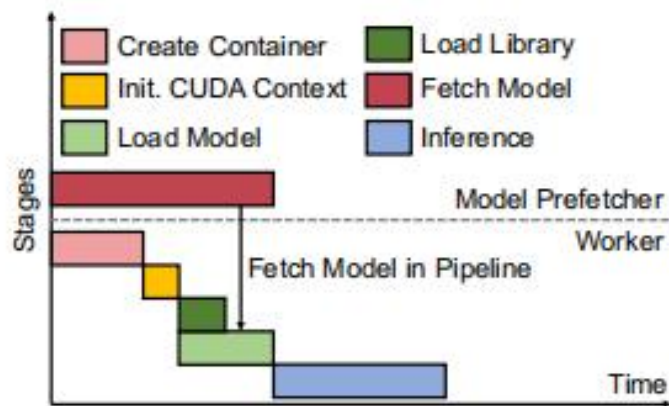 Create Container
Load Library
Init. CUDA Context
Fetch Model
Load Model
Inference
Stages
Model Prefetcher
Worker
Fetch Model in Pipeline
Time